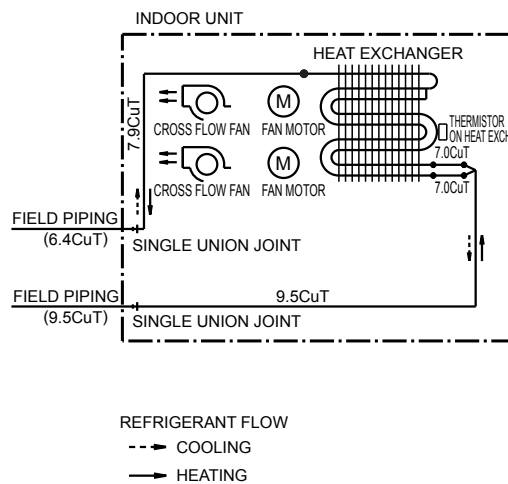 INDOOR UNIT
HEAT EXCHANGER
7.9CuT
M
CROSS FLOW FAN
FAN MOTOR
THERMISTOR
ON HEAT EXCH
7.0CuT
M
CROSS FLOW FAN
FAN MOTOR
7.0CuT
FIELD PIPING
(6.4CuT)
SINGLE UNION JOINT
FIELD PIPING
(9.5CuT)
9.5CuT
SINGLE UNION JOINT
REFRIGERANT FLOW
COOLING
HEATING